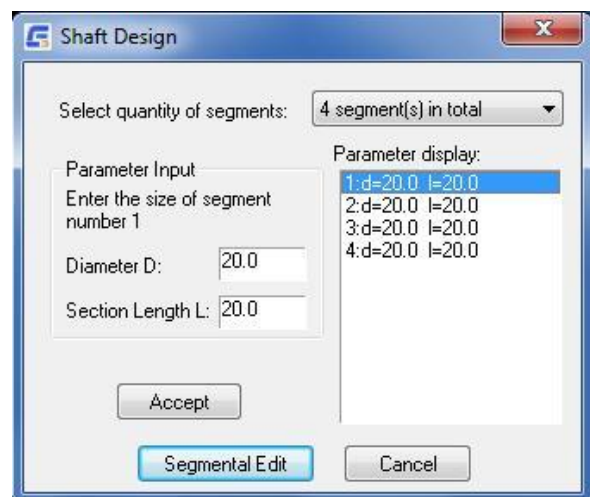 Shaft Design
Select quantity of segments: 4 segment(s) in total
Parameter Input
Enter the size of segment
number 1
Diameter D: 20.0
Section Length L: 20.0
Parameter display:
1:d=20.0 l=20.0
2:d=20.0 l=20.0
3:d=20.0 l=20.0
4:d=20.0 l=20.0
Accept
Segmental Edit
Cancel